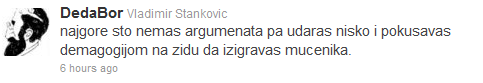 DedaBor Vladimir Stankovic
najgore sto nemas argumenata pa udaras nisko i pokusavas
demagogijom na zidu da izigravas mucenika.
6 hours ago